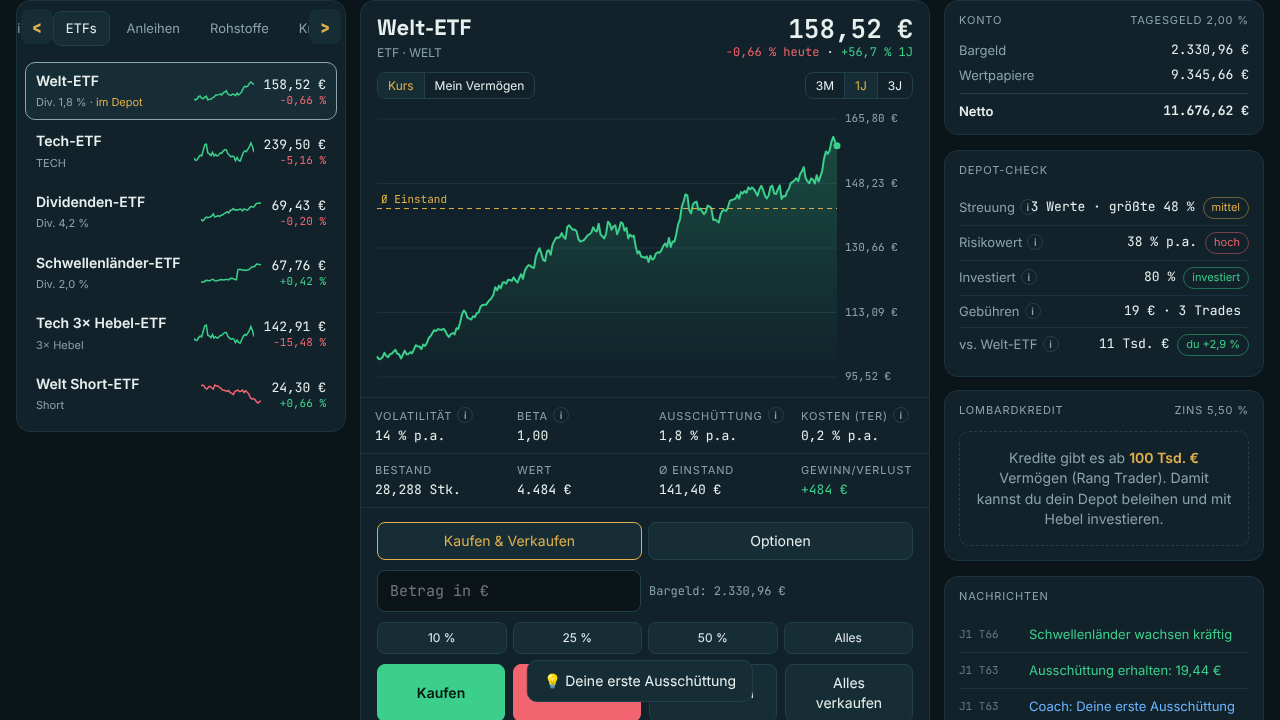 <
ETFs
Anleihen
Rohstoffe
>
Welt-ETF
Div. 1,8 % · im Depot
158,52 €
-0,66 %
Tech-ETF
TECH
239,50 €
-5,16 %
Dividenden-ETF
Div. 4,2 %
69,43 €
-0,20 %
Schwellenländer-ETF
Div. 2,0 %
67,76 €
+0,42 %
Tech 3× Hebel-ETF
3× Hebel
142,91 €
-15,48 %
Welt Short-ETF
Short
24,30 €
+0,66 %
Welt-ETF
158,52 €
ETF · WELT
-0,66 % heute · +56,7 % 1J
Kurs
Mein Vermögen
3M
1J
3J
165,80 €
148,23 €
130,66 €
113,09 €
95,52 €
Ø Einstand
VOLATILITÄT i
14 % p.a.
BETA i
1,00
AUSSCHÜTTUNG i
1,8 % p.a.
KOSTEN (TER) i
0,2 % p.a.
BESTAND
28,288 Stk.
WERT
4.484 €
Ø EINSTAND
141,40 €
GEWINN/VERLUST
+484 €
Kaufen & Verkaufen
Optionen
Betrag in €
Bargeld: 2.330,96 €
10 %
25 %
50 %
Alles
Kaufen
💡 Deine erste Ausschüttung
Alles
verkaufen
KONTO
TAGESGELD 2,00 %
Bargeld
2.330,96 €
Wertpapiere
9.345,66 €
Netto
11.676,62 €
DEPOT-CHECK
Streuung i 3 Werte · größte 48 % mittel
Risikowert i 38 % p.a. hoch
Investiert i 80 % investiert
Gebühren i 19 € · 3 Trades
vs. Welt-ETF i 11 Tsd. € du +2,9 %
LOMBARDKREDIT
ZINS 5,50 %
Kredite gibt es ab 100 Tsd. €
Vermögen (Rang Trader). Damit
kannst du dein Depot beleihen und mit
Hebel investieren.
NACHRICHTEN
J1 T66 Schwellenländer wachsen kräftig
J1 T63 Ausschüttung erhalten: 19,44 €
J1 T63 Coach: Deine erste Ausschüttung